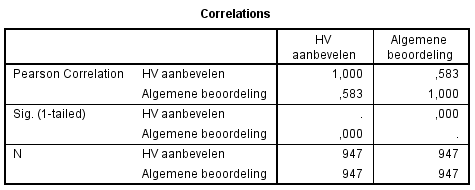 Correlations
HV aanbevelen Algemene beoordeling
Pearson Correlation HV aanbevelen 1,000 ,583
Algemene beoordeling ,583 1,000
Sig. (1-tailed) HV aanbevelen . ,000
Algemene beoordeling ,000 .
N HV aanbevelen 947 947
Algemene beoordeling 947 947